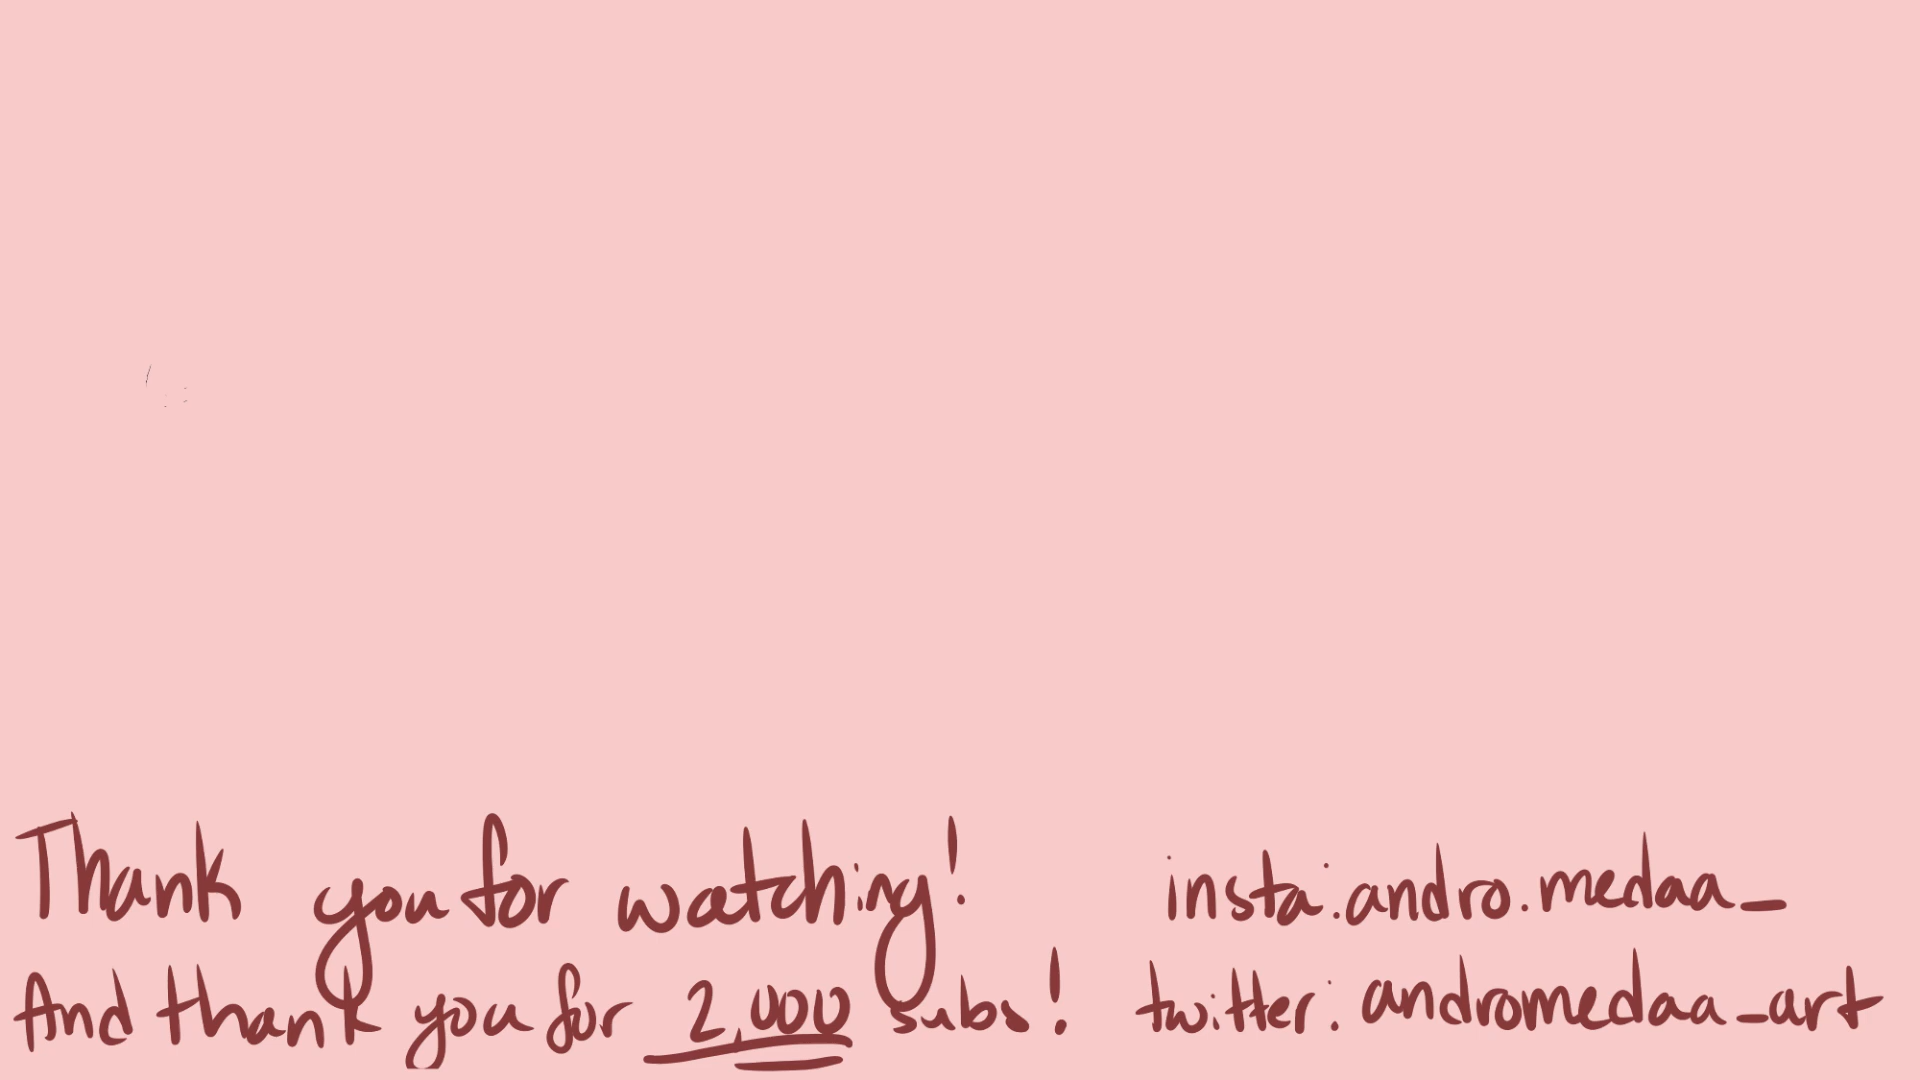 Thank you for watching!
insta:andro.medaa_
And thank you for 2,000 subs!
twitter: andromedaa_art